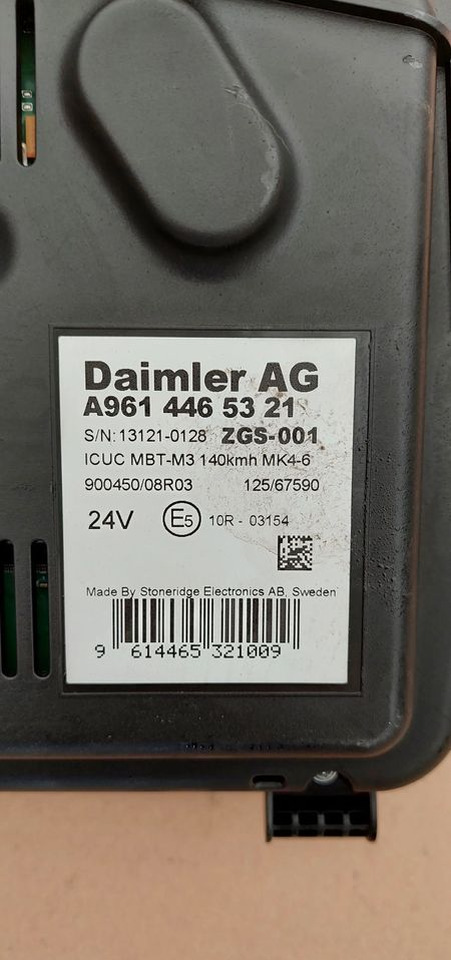 Daimler AG
A961 446 53 21
S/N: 13121-0128 ZGS-001
ICUC MBT-M3 140kmh MK4-6
900450/08R03 125/67590
24V E5 10R - 03154
Made By Stoneridge Electronics AB, Sweden
9 614465 321009